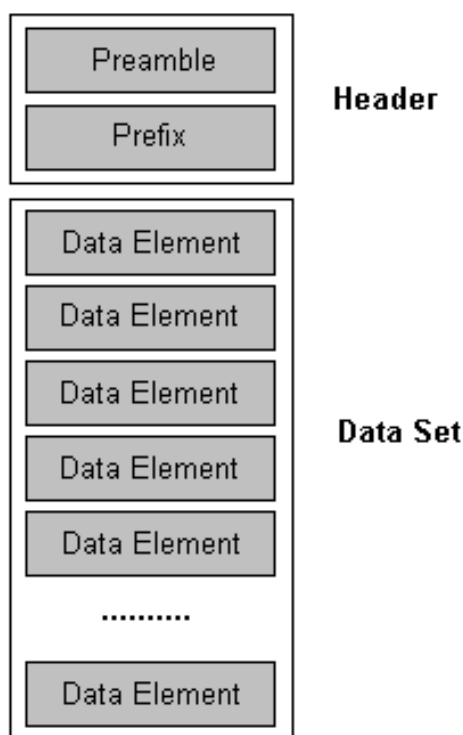 Preamble
Header
Prefix
Data Element
Data Element
Data Element
Data Set
Data Element
Data Element
..........
Data Element